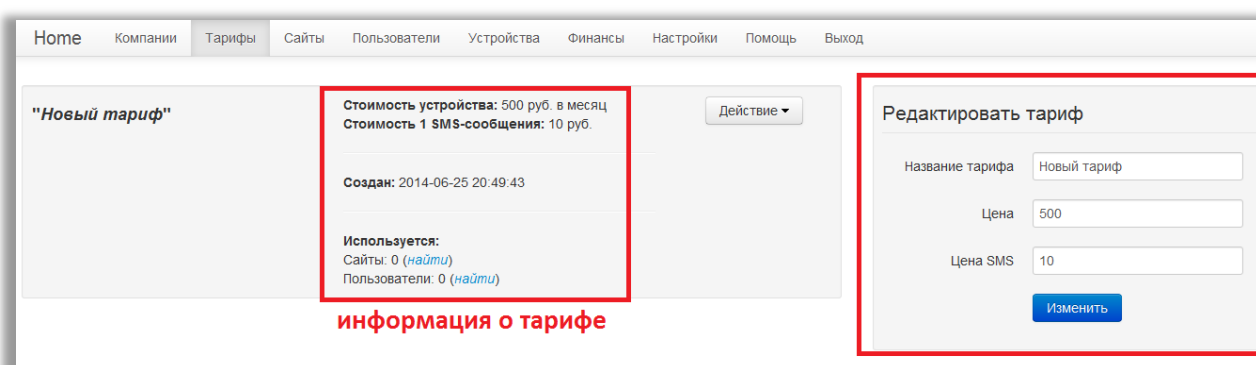 Home Компании Тарифы Сайты Пользователи Устройства Финансы Настройки Помощь Выход
"Новый тариф"
Стоимость устройства: 500 руб. в месяц
Стоимость 1 SMS-сообщения: 10 руб.
Действие
Создан: 2014-06-25 20:49:43
Используется:
Сайты: 0 (найти)
Пользователи: 0 (найти)
информация о тарифе
Редактировать тариф
Название тарифа Новый тариф
Цена 500
Цена SMS 10
Изменить